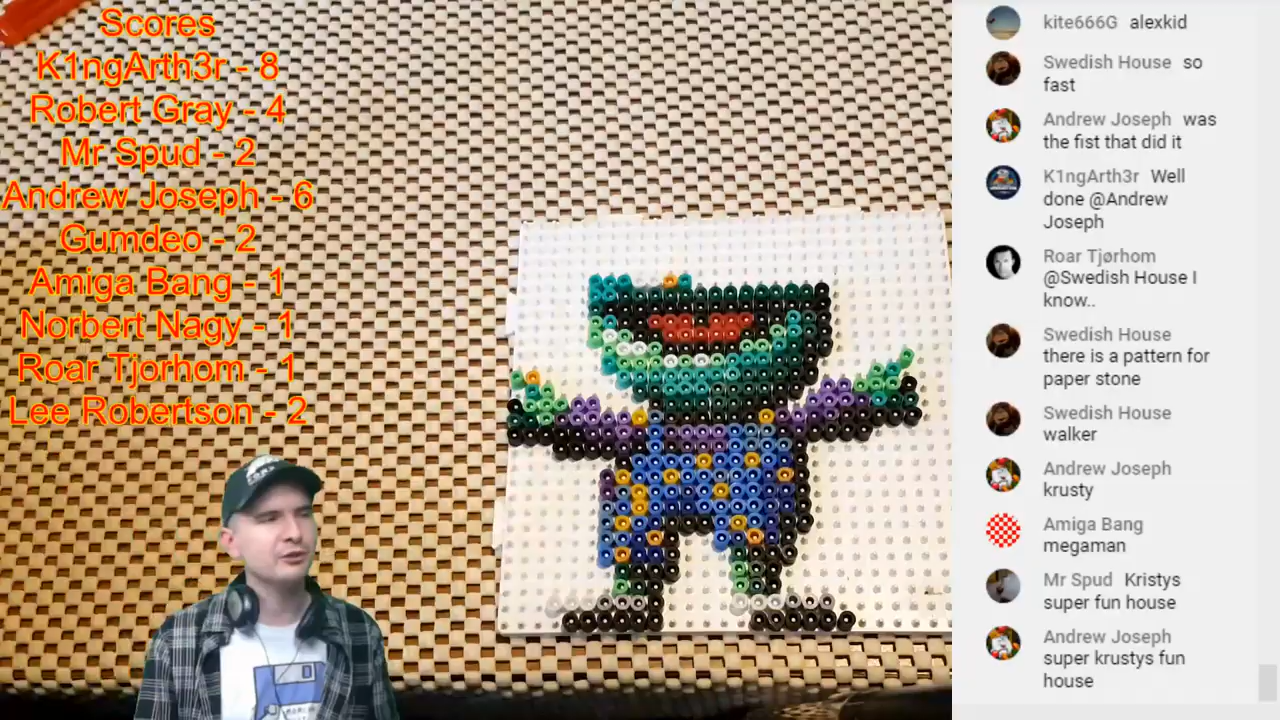 Scores
K1ngArth3r - 8
Robert Gray - 4
Mr Spud - 2
Andrew Joseph - 6
Gumdeo - 2
Amiga Bang - 1
Norbert Nagy - 1
Roar Tjorhom - 1
Lee Robertson - 2
kite666G alexkid
Swedish House so
fast
Andrew Joseph was
the fist that did it
K1ngArth3r Well
done @Andrew
Joseph
Roar Tjørhom
@Swedish House I
know..
Swedish House
there is a pattern for
paper stone
Swedish House
walker
Andrew Joseph
krusty
Amiga Bang
megaman
Mr Spud Kristys
super fun house
Andrew Joseph
super krustys fun
house